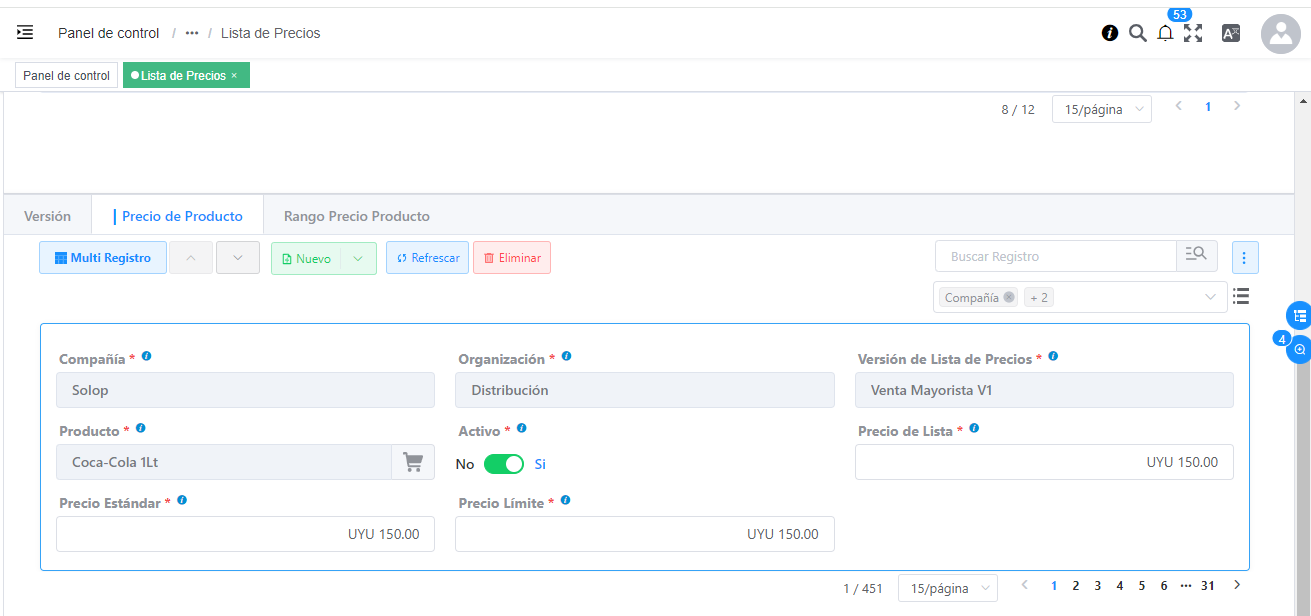 Panel de control / ··· / Lista de Precios
53
Panel de control
Lista de Precios ×
8 / 12 15/página 1
Versión Precio de Producto Rango Precio Producto
Multi Registro Nuevo Refrescar Eliminar Buscar Registro
Compañía + 2
4
Compañía * Organización * Versión de Lista de Precios *
Solop Distribución Venta Mayorista V1
Producto * Activo * Precio de Lista *
Coca-Cola 1Lt No Si UYU 150.00
Precio Estándar * Precio Límite *
UYU 150.00 UYU 150.00
1 / 451 15/página 1 2 3 4 5 6 ··· 31